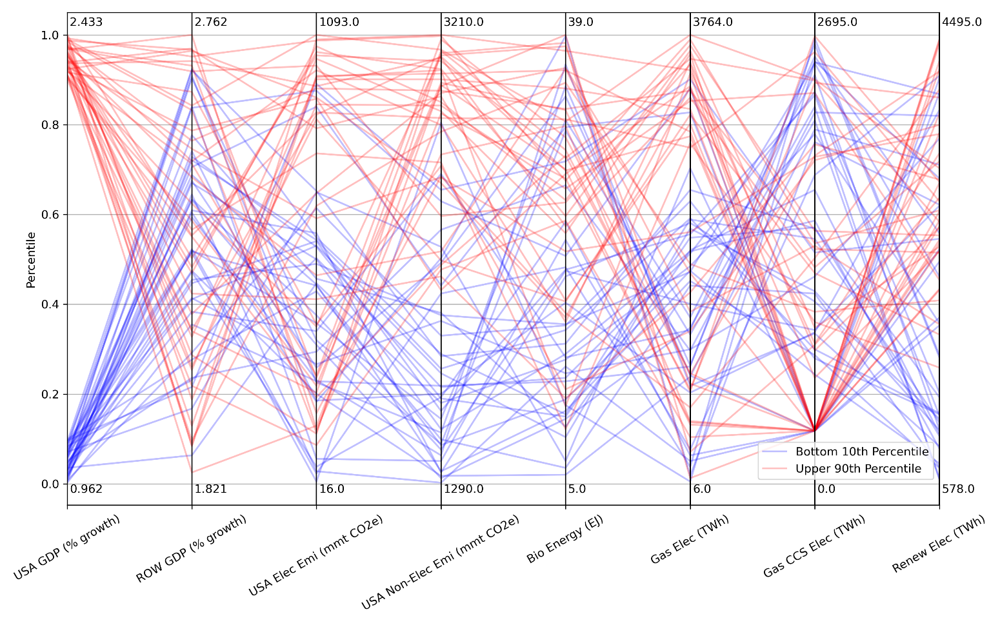 2.433 2.762 1093.0 3210.0 39.0 3764.0 2695.0 4495.0
1.0
0.8
0.6
0.4
0.2
0.0
Percentile
Bottom 10th Percentile
Upper 90th Percentile
0.962 1.821 16.0 1290.0 5.0 6.0 0.0 578.0
USA GDP (% growth)
ROW GDP (% growth)
USA Elec Emi (mmt CO2e)
USA Non-Elec Emi (mmt CO2e)
Bio Energy (EJ)
Gas Elec (TWh)
Gas CCS Elec (TWh)
Renew Elec (TWh)